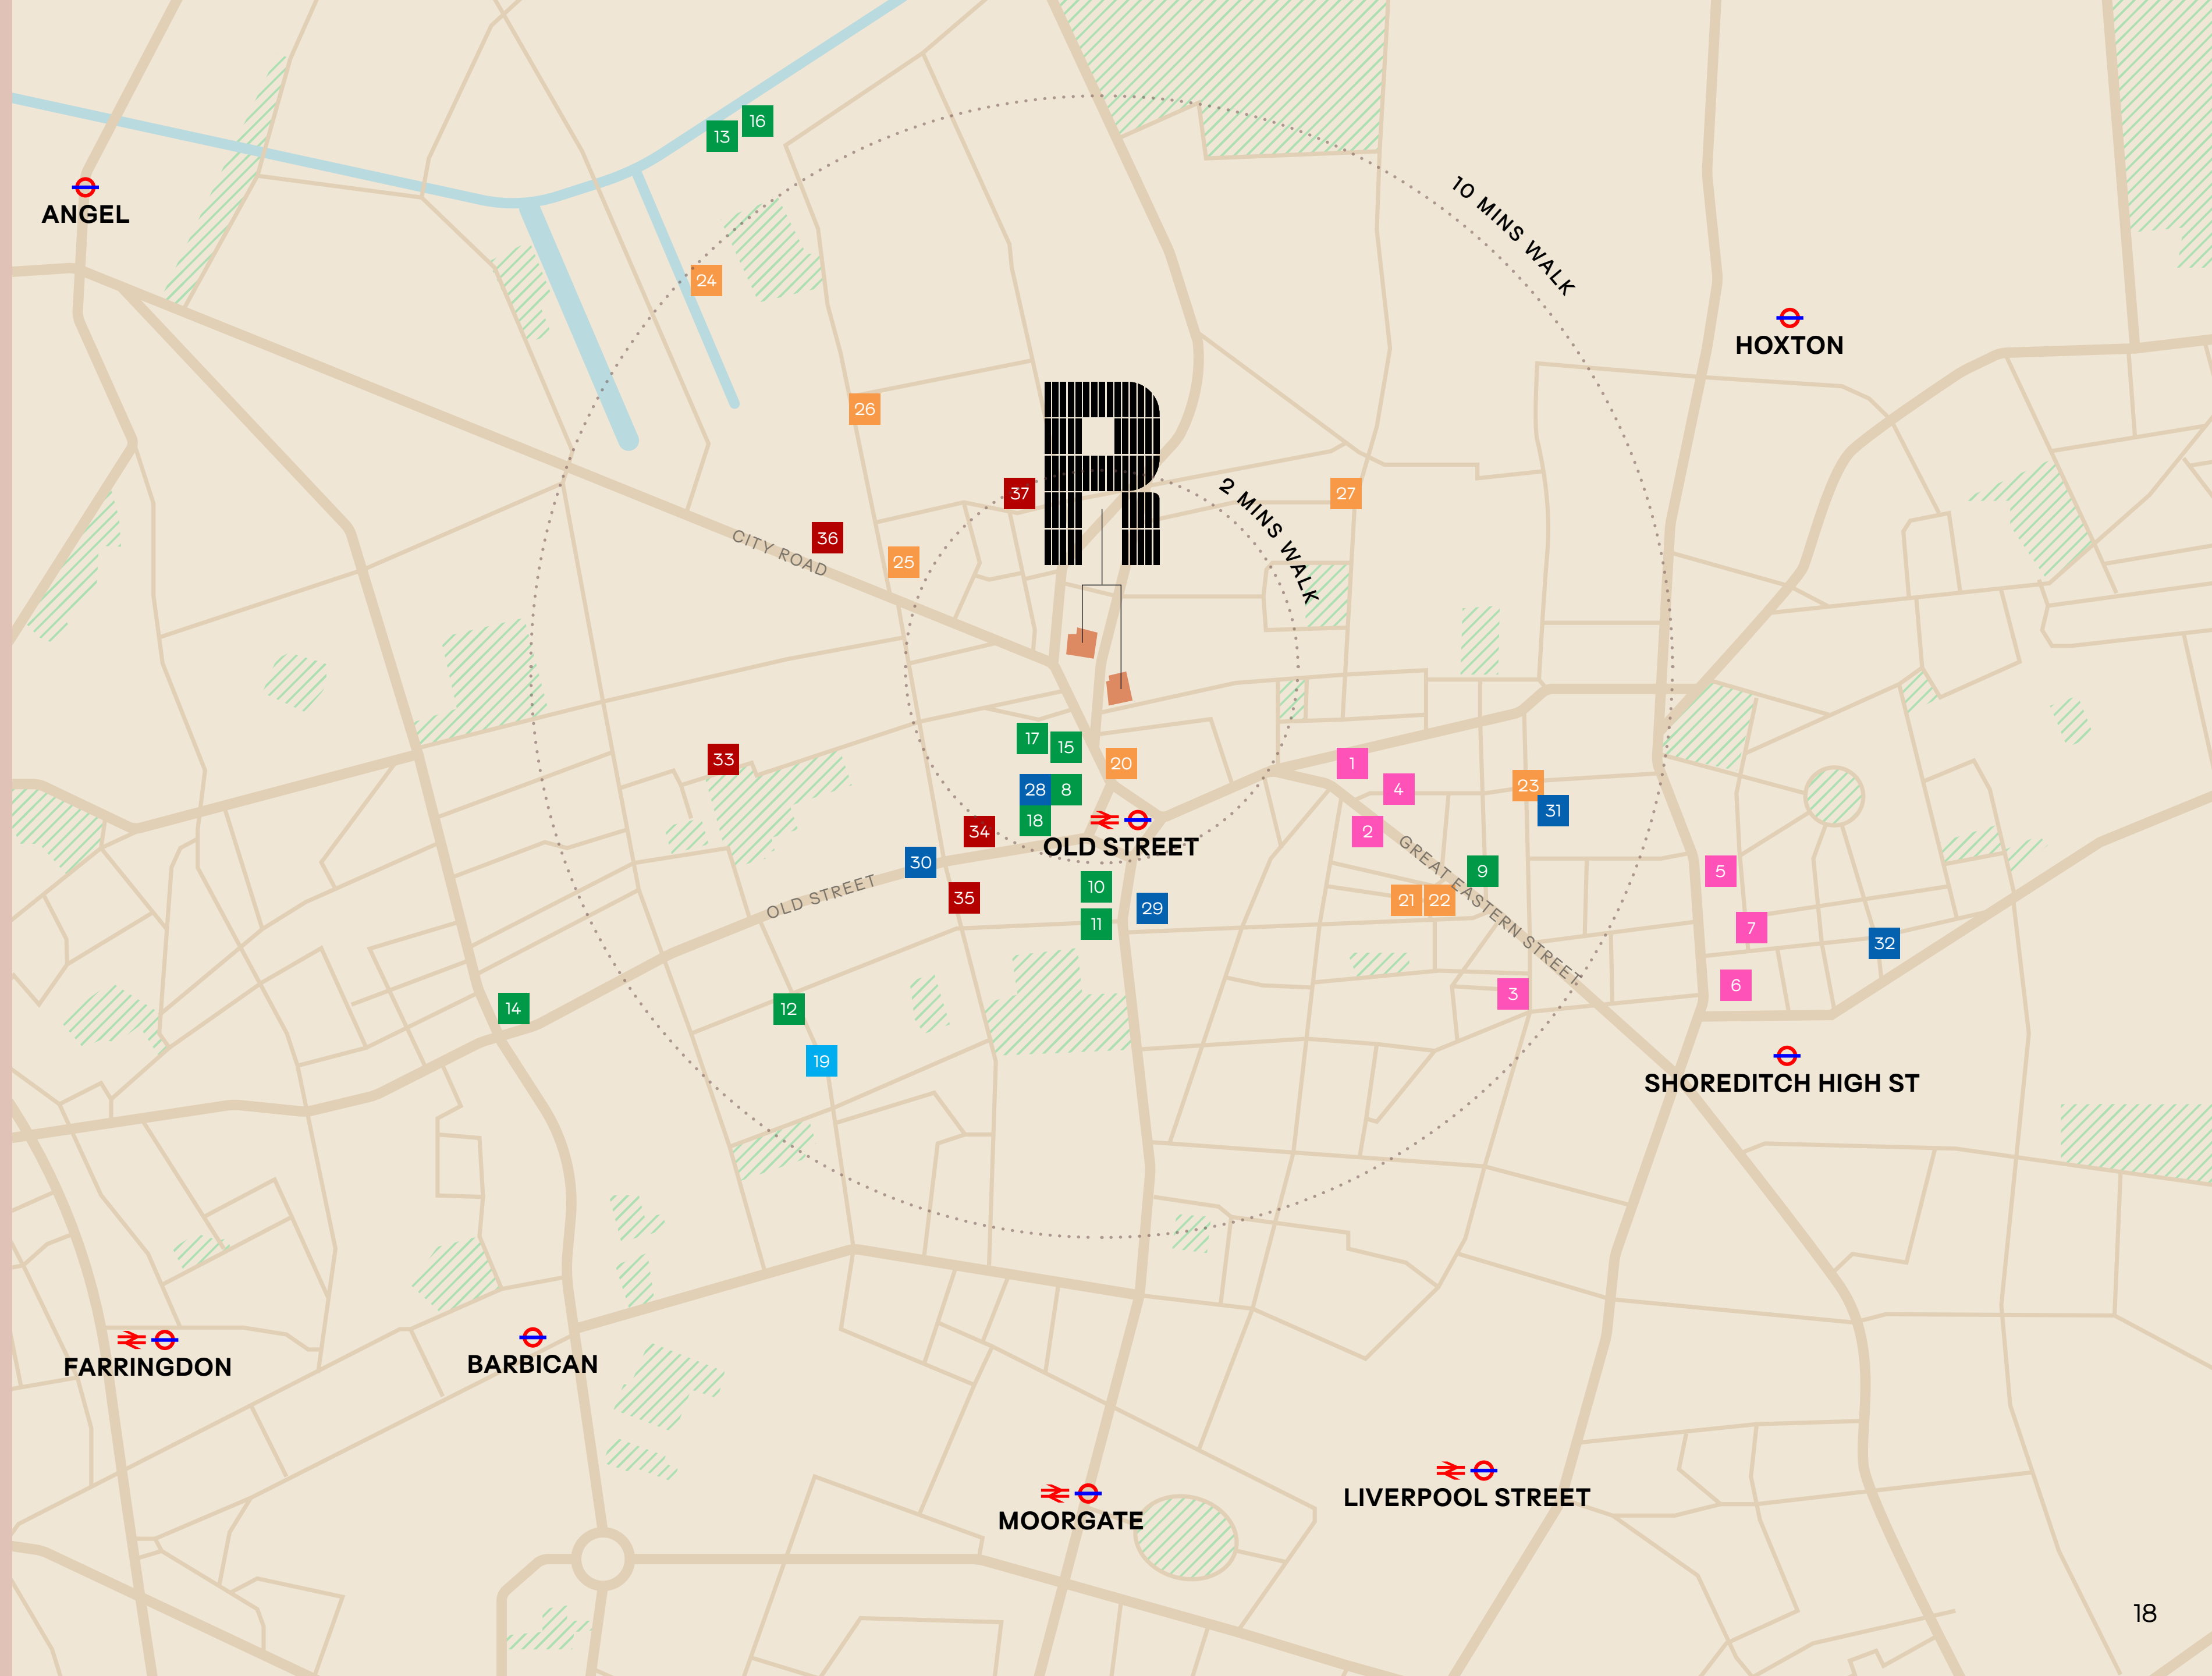 16
13
10 MINS WALK
ANGEL
24
HOXTON
26
R
37
2 MINS WALK
27
CITY ROAD
36
25
17
15
33
20
1
28
8
4
23
31
18
34
OLD STREET
2
30
GREAT EASTERN STREET
9
5
OLD STREET
35
10
29
21
22
11
7
32
14
12
3
6
19
SHOREDITCH HIGH ST
FARRINGDON
BARBICAN
MOORGATE
LIVERPOOL STREET
18